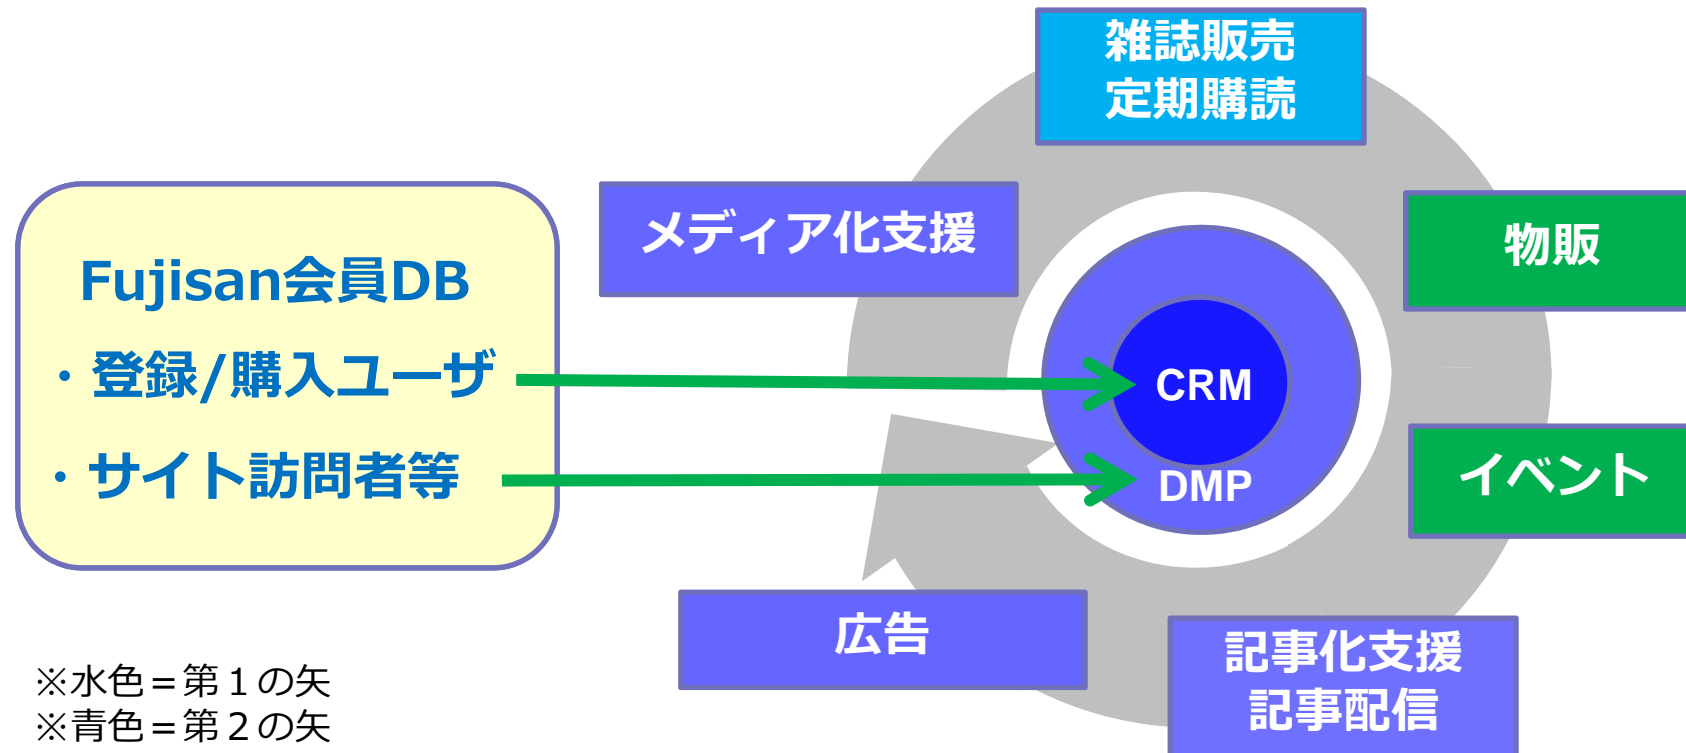 雑誌販売
定期購読
メディア化支援
物販
Fujisan会員DB
・登録/購入ユーザ
・サイト訪問者等
CRM
DMP
イベント
広告
記事化支援
記事配信
※水色=第１の矢
※青色=第２の矢